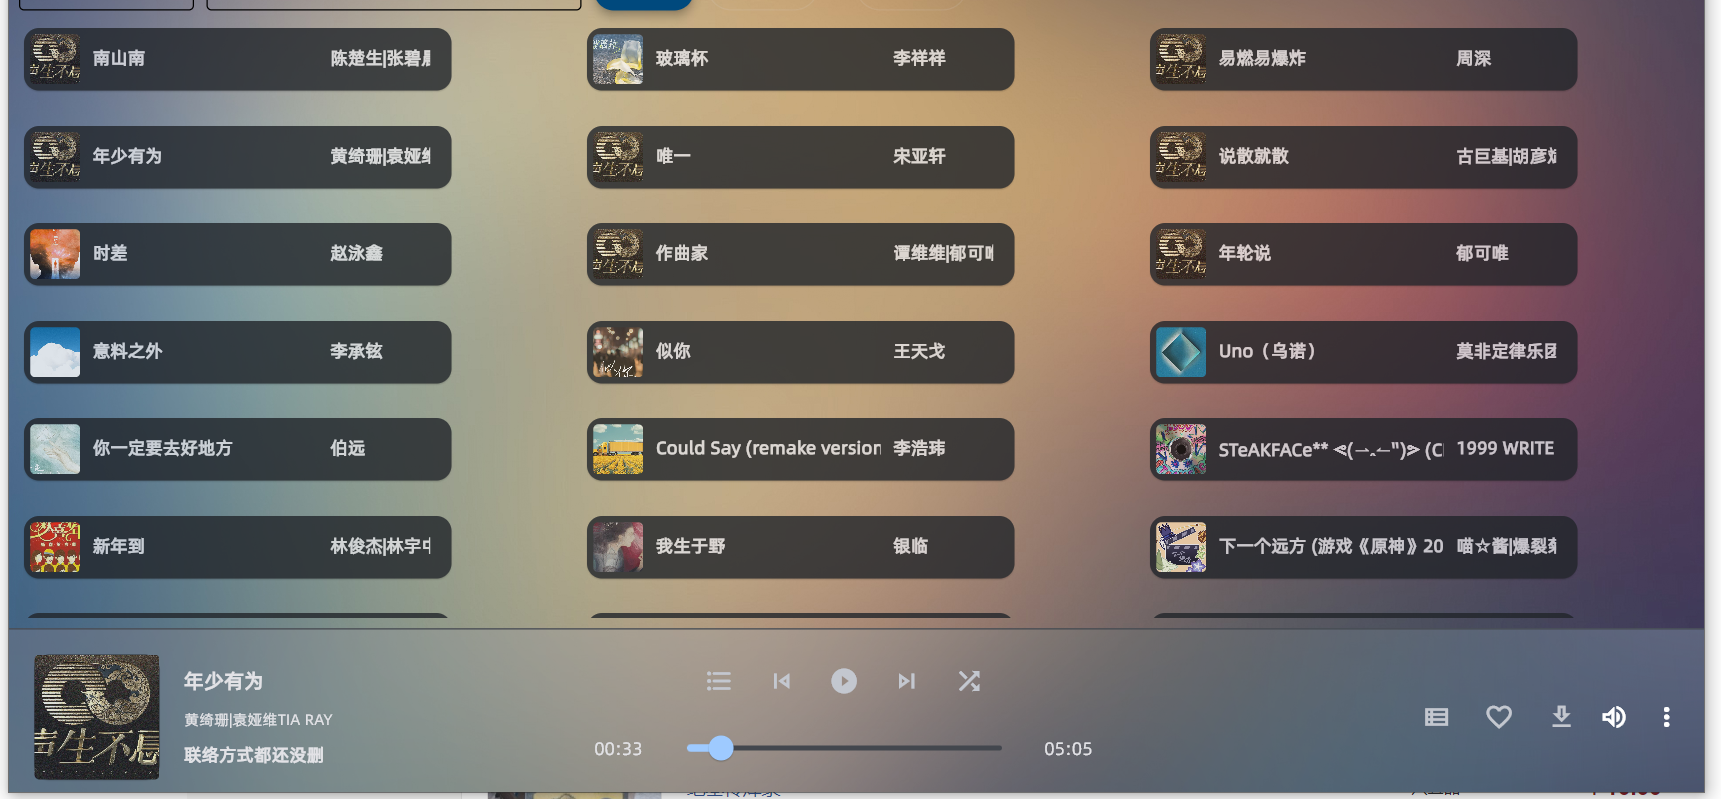 南山南 陈楚生|张碧
玻璃杯 李祥祥
易燃易爆炸 周深
年少有为 黄绮珊|袁娅
唯一 宋亚轩
说散就散 古巨基|胡彦
时差 赵泳鑫
作曲家 谭维维|郁可
年轮说 郁可唯
意料之外 李承铉
似你 王天戈
Uno（乌诺） 莫非定律乐团
你一定要去好地方 伯远
Could Say (remake version 李浩玮
STeAKFACe** ⋖(⇀‸↼")⋗ (C 1999 WRITE
新年到 林俊杰|林宇
我生于野 银临
下一个远方 (游戏《原神》20 喵☆酱|爆裂
声生不息
年少有为
黄绮珊|袁娅维TIA RAY
联络方式都还没删
00:33
05:05